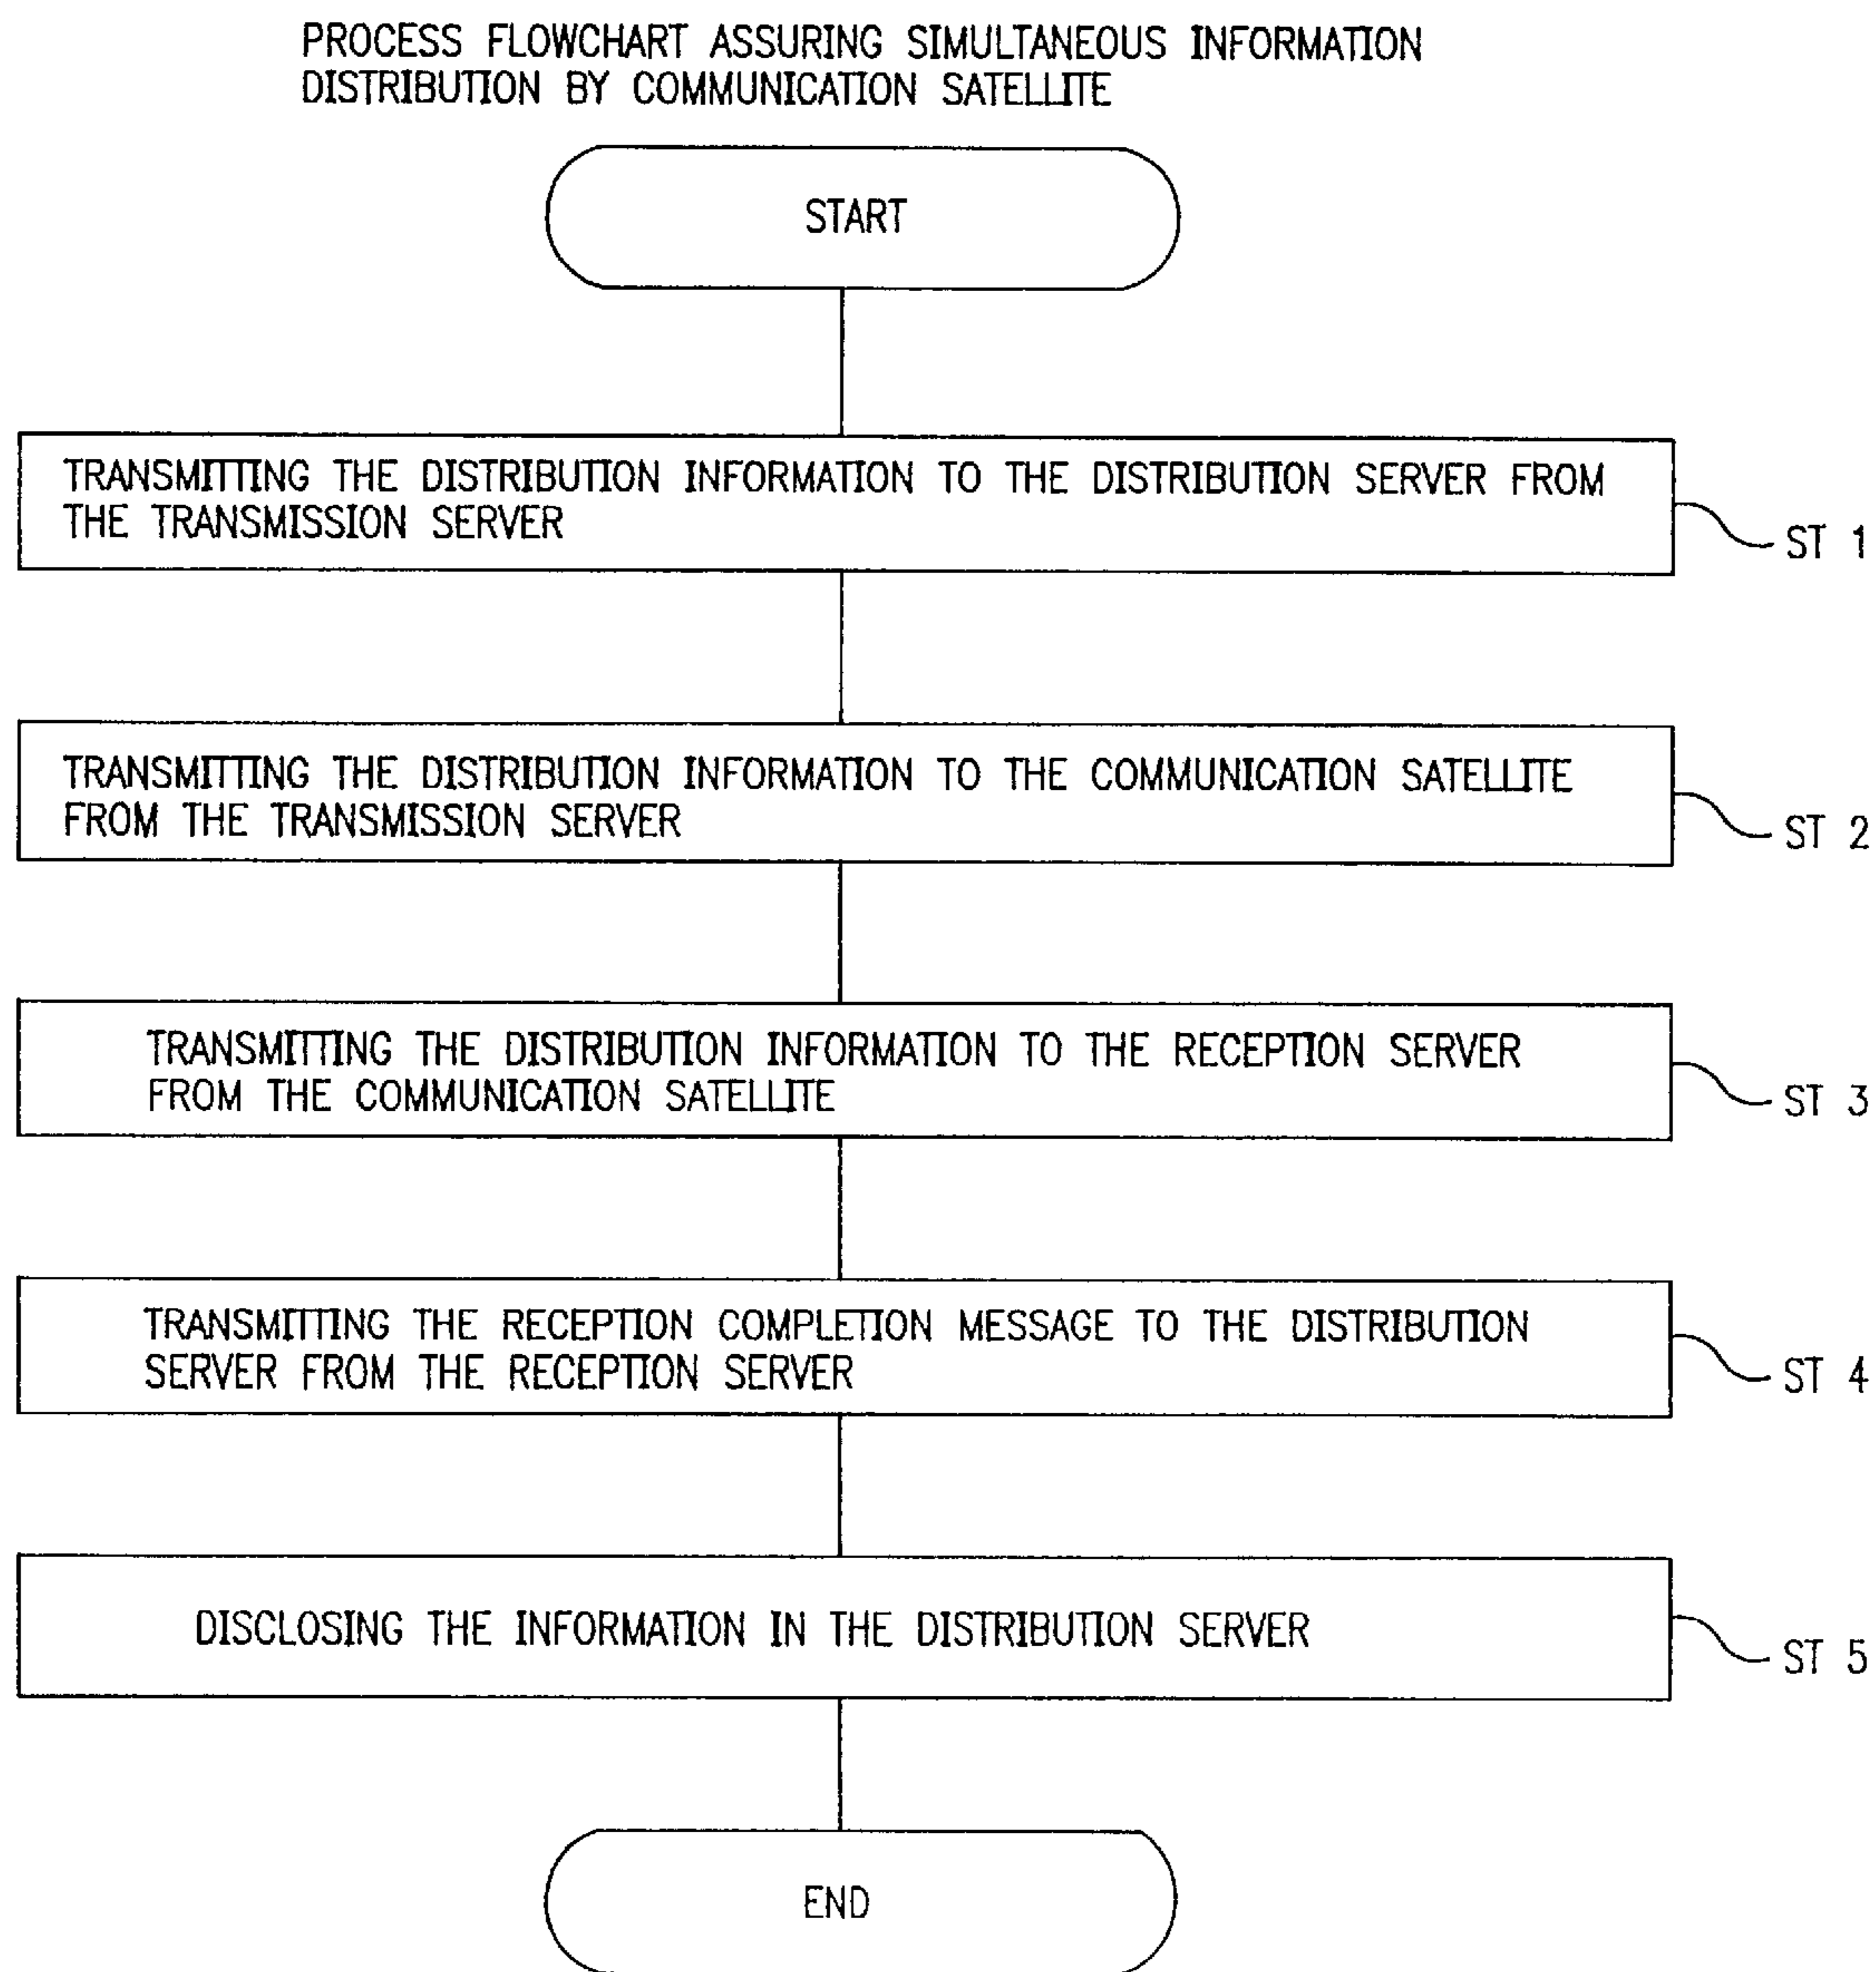 PROCESS FLOWCHART ASSURING SIMULTANEOUS INFORMATION
DISTRIBUTION BY COMMUNICATION SATELLITE
START
TRANSMITTING THE DISTRIBUTION INFORMATION TO THE DISTRIBUTION SERVER FROM
THE TRANSMISSION SERVER
ST 1
TRANSMITTING THE DISTRIBUTION INFORMATION TO THE COMMUNICATION SATELLITE
FROM THE TRANSMISSION SERVER
ST 2
TRANSMITTING THE DISTRIBUTION INFORMATION TO THE RECEPTION SERVER
FROM THE COMMUNICATION SATELLITE
ST 3
TRANSMITTING THE RECEPTION COMPLETION MESSAGE TO THE DISTRIBUTION
SERVER FROM THE RECEPTION SERVER
ST 4
DISCLOSING THE INFORMATION IN THE DISTRIBUTION SERVER
ST 5
END